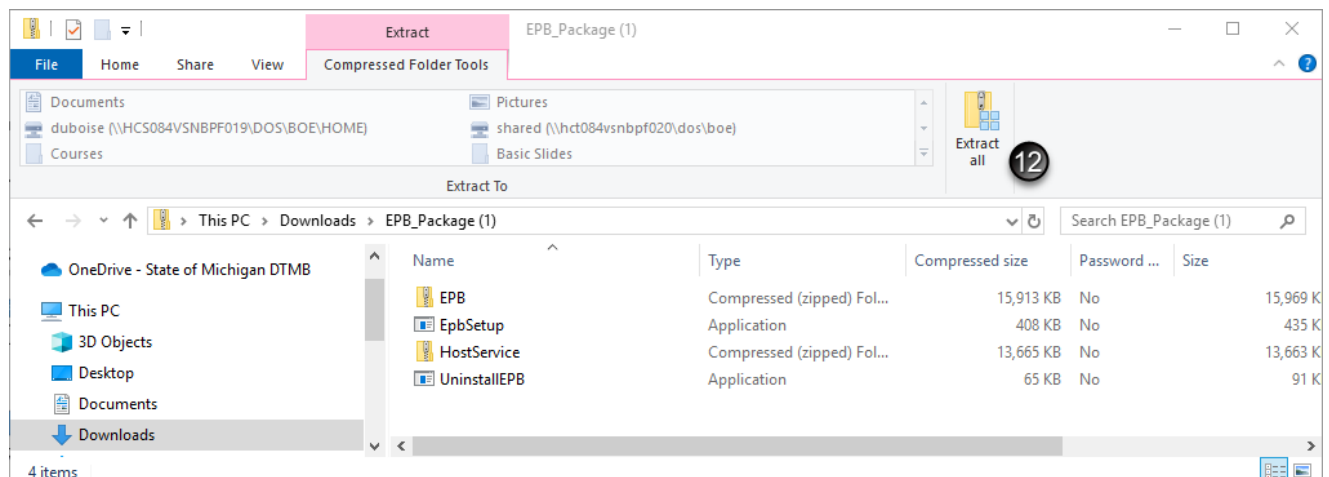 Extract
EPB_Package (1)
File Home Share View Compressed Folder Tools
Documents
duboise (\\HCS084VSNBPF019\DOS\BOE\HOME)
Courses
Pictures
shared (\\hct084vsnbpf020\dos\boe)
Basic Slides
Extract To
Extract
all
12
This PC > Downloads > EPB_Package (1)
Search EPB_Package (1)
OneDrive - State of Michigan DTMB
This PC
3D Objects
Desktop
Documents
Downloads
Name Type Compressed size Password ... Size
EPB Compressed (zipped) Fol... 15,913 KB No 15,969 K
EpbSetup Application 408 KB No 435 K
HostService Compressed (zipped) Fol... 13,665 KB No 13,663 K
UninstallEPB Application 65 KB No 91 K
4 items